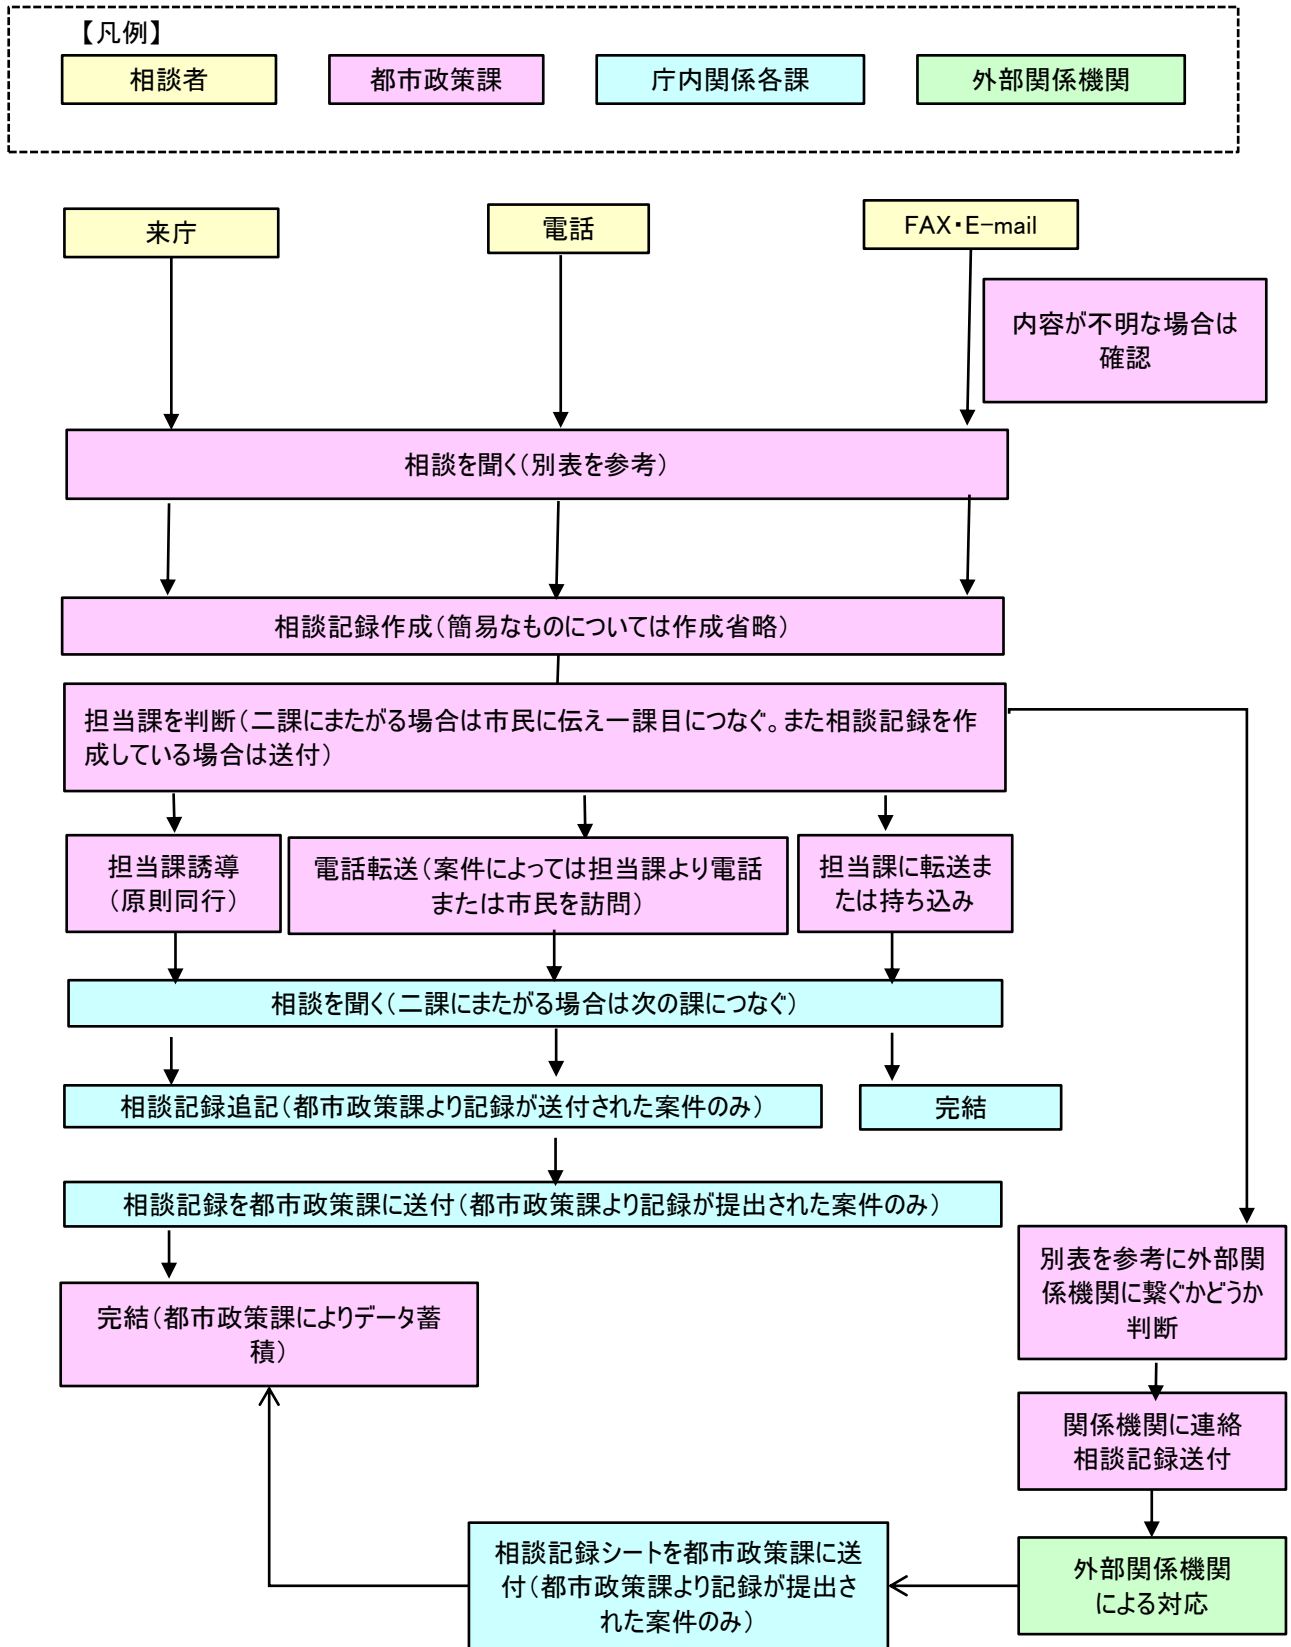 【凡例】
相談者
都市政策課
庁内関係各課
外部関係機関
来庁
電話
FAX・E-mail
内容が不明な場合は
確認
相談を聞く(別表を参考)
相談記録作成(簡易なものについては作成省略)
担当課を判断(二課にまたがる場合は市民に伝え一課目につなぐ。また相談記録を作
成している場合は送付)
担当課誘導
(原則同行)
電話転送(案件によっては担当課より電話
または市民を訪問)
担当課に転送ま
たは持ち込み
相談を聞く(二課にまたがる場合は次の課につなぐ)
相談記録追記(都市政策課より記録が送付された案件のみ)
完結
相談記録を都市政策課に送付(都市政策課より記録が提出された案件のみ)
別表を参考に外部関
係機関に繋ぐかどうか
判断
完結(都市政策課によりデータ蓄
積)
関係機関に連絡
相談記録送付
相談記録シートを都市政策課に送
付(都市政策課より記録が提出さ
れた案件のみ)
外部関係機関
による対応